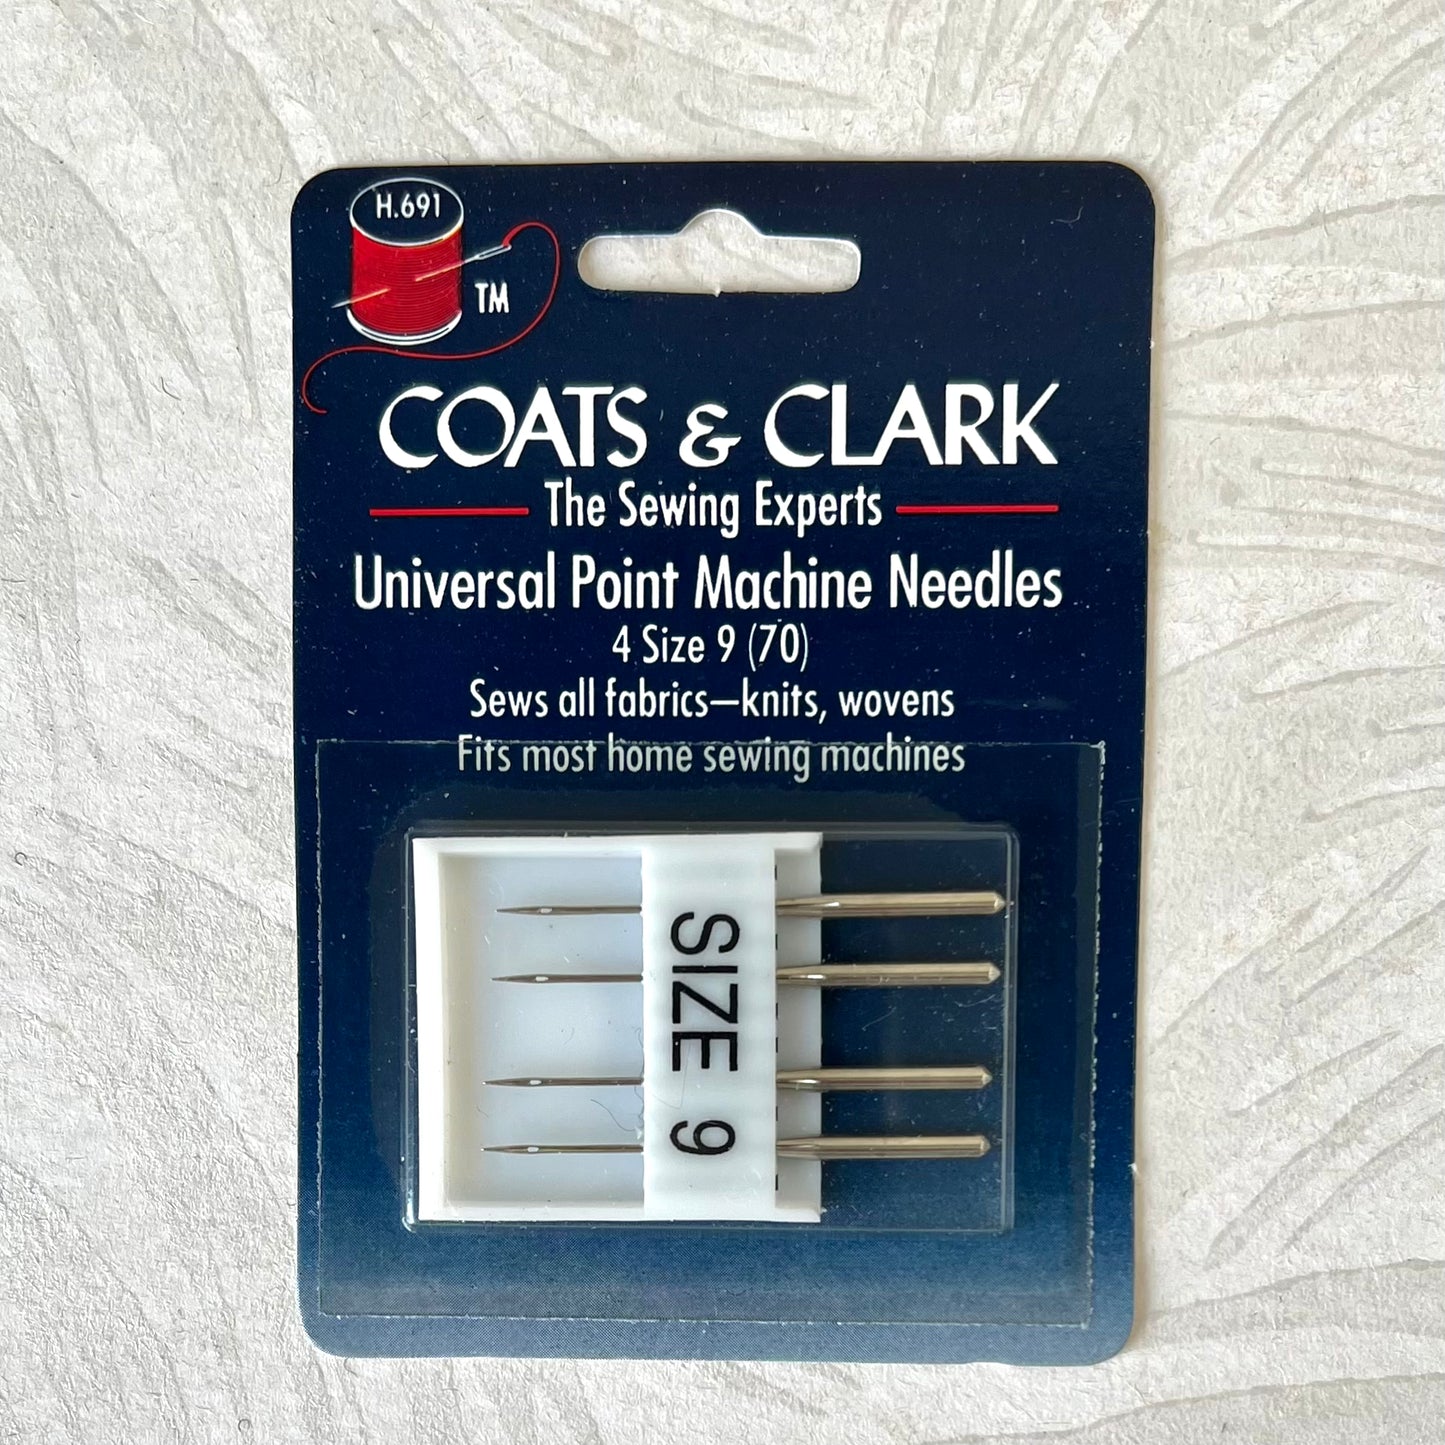 H.691
TM
COATS & CLARK
The Sewing Experts
Universal Point Machine Needles
4 Size 9 (70)
Sews all fabrics—knits, wovens
Fits most home sewing machines
SIZE 9